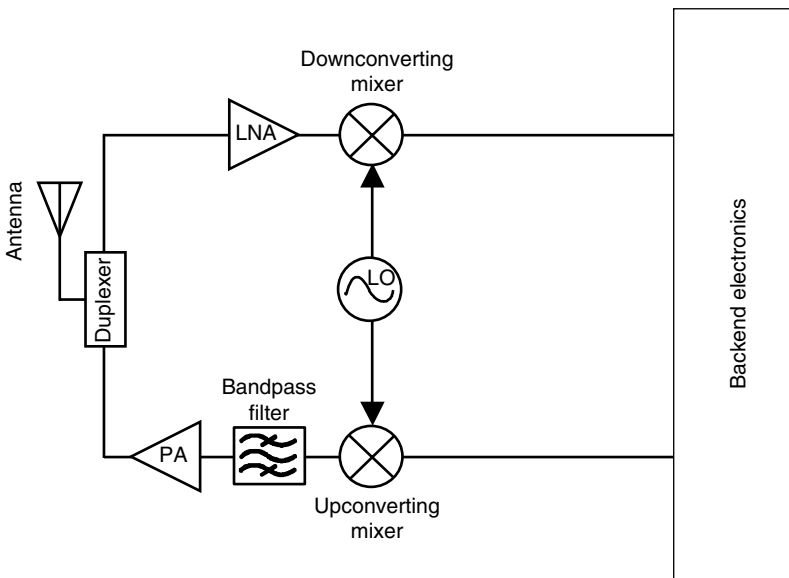 Downconverting
mixer
LNA
Antenna
LO
Duplexer
Backend electronics
Bandpass
filter
PA
Upconverting
mixer